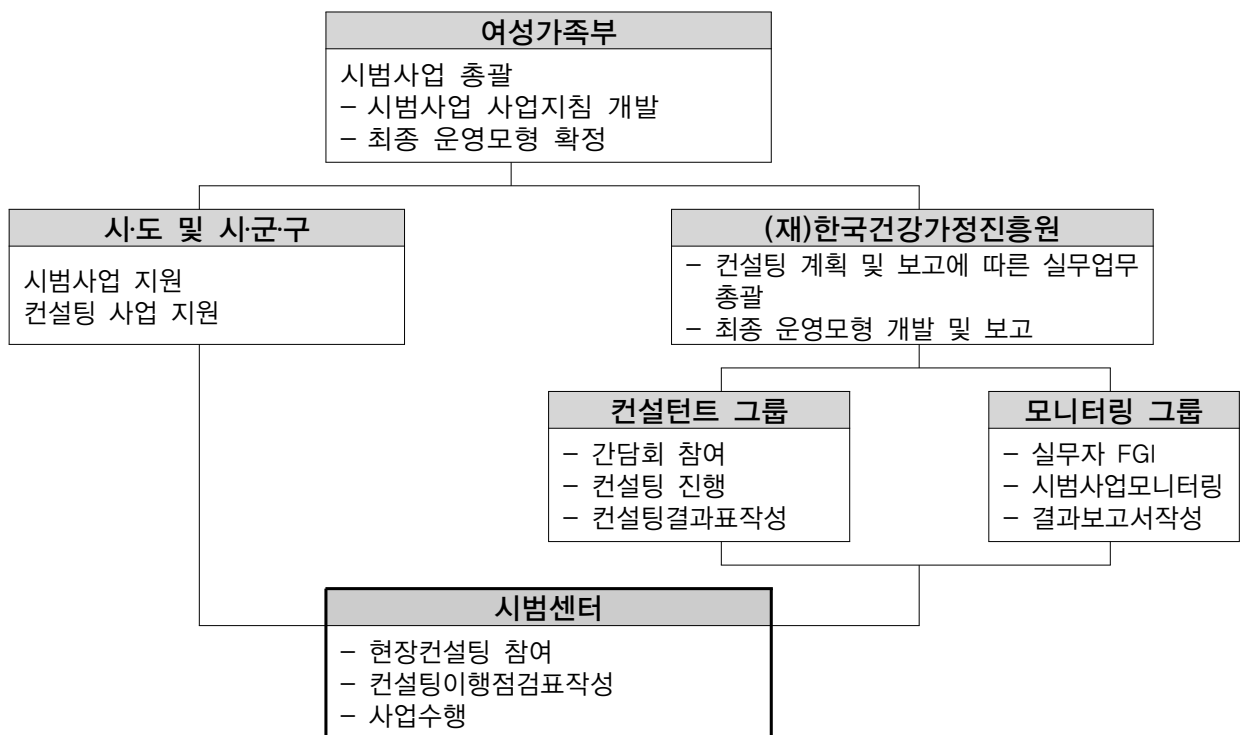 여성가족부
시범사업 총괄
– 시범사업 사업지침 개발
– 최종 운영모형 확정
시·도 및 시·군·구
시범사업 지원
컨설팅 사업 지원
(재)한국건강가정진흥원
– 컨설팅 계획 및 보고에 따른 실무업무
총괄
– 최종 운영모형 개발 및 보고
컨설턴트 그룹
– 간담회 참여
– 컨설팅 진행
– 컨설팅결과표작성
모니터링 그룹
– 실무자 FGI
– 시범사업모니터링
– 결과보고서작성
시범센터
– 현장컨설팅 참여
– 컨설팅이행점검표작성
– 사업수행